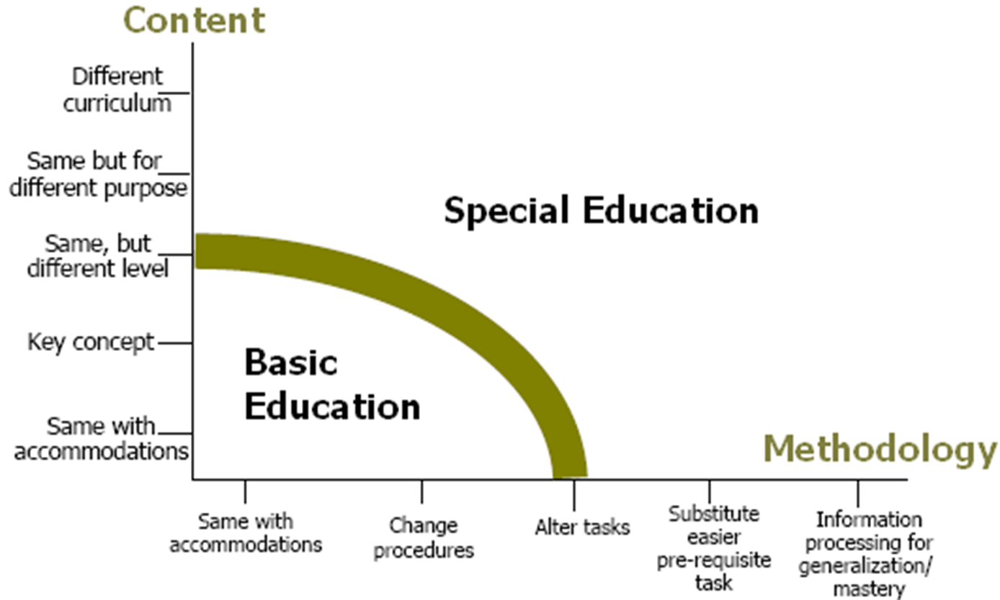 Content
Different
curriculum
Same but for
different purpose
Same, but
different level
Key concept
Same with
accommodations
Special Education
Basic
Education
Methodology
Same with
accommodations
Change
procedures
Alter tasks
Substitute
easier
pre-requisite
task
Information
processing for
generalization/
mastery